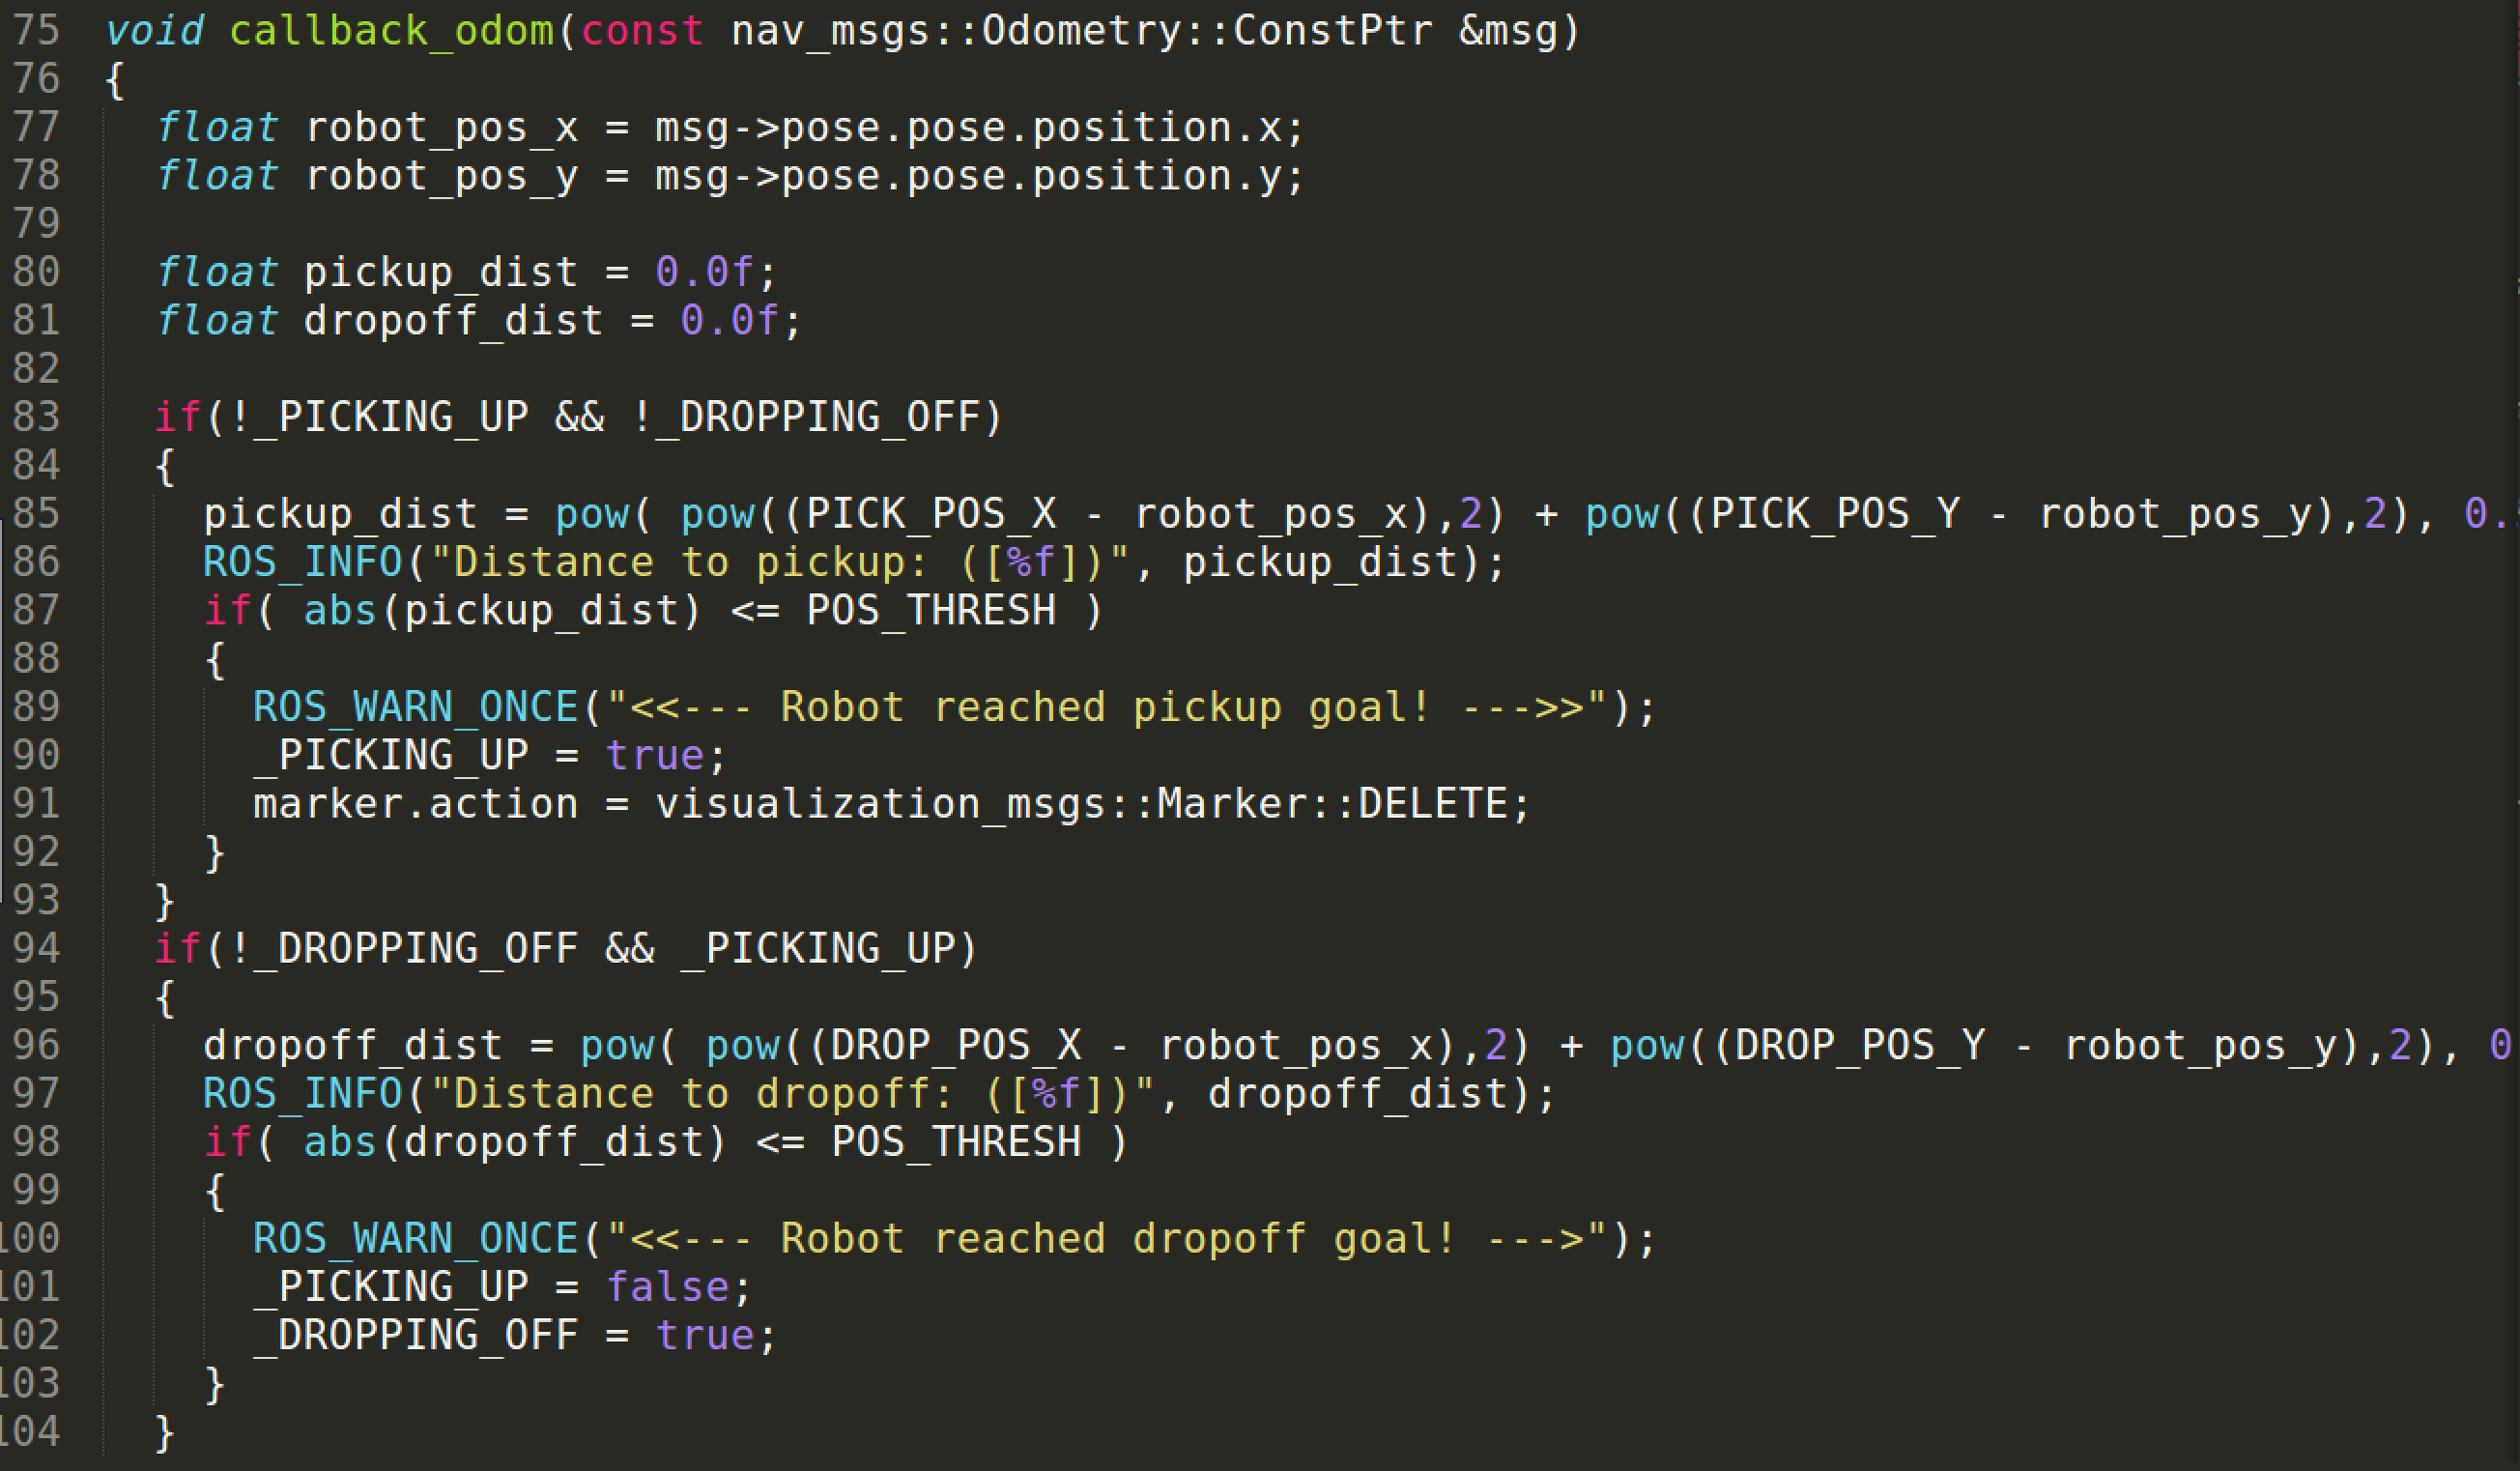 75 void callback_odom(const nav_msgs::Odometry::ConstPtr &msg)
76 {
77   float robot_pos_x = msg->pose.pose.position.x;
78   float robot_pos_y = msg->pose.pose.position.y;
79
80   float pickup_dist = 0.0f;
81   float dropoff_dist = 0.0f;
82
83   if(!_PICKING_UP && !_DROPPING_OFF)
84   {
85     pickup_dist = pow( pow((PICK_POS_X - robot_pos_x),2) + pow((PICK_POS_Y - robot_pos_y),2), 0.
86     ROS_INFO("Distance to pickup: ([%f])", pickup_dist);
87     if( abs(pickup_dist) <= POS_THRESH )
88     {
89       ROS_WARN_ONCE("<<--- Robot reached pickup goal! --->>");
90       _PICKING_UP = true;
91       marker.action = visualization_msgs::Marker::DELETE;
92     }
93   }
94   if(!_DROPPING_OFF && _PICKING_UP)
95   {
96     dropoff_dist = pow( pow((DROP_POS_X - robot_pos_x),2) + pow((DROP_POS_Y - robot_pos_y),2), 0
97     ROS_INFO("Distance to dropoff: ([%f])", dropoff_dist);
98     if( abs(dropoff_dist) <= POS_THRESH )
99     {
100       ROS_WARN_ONCE("<<--- Robot reached dropoff goal! --->");
101       _PICKING_UP = false;
102       _DROPPING_OFF = true;
103     }
104   }